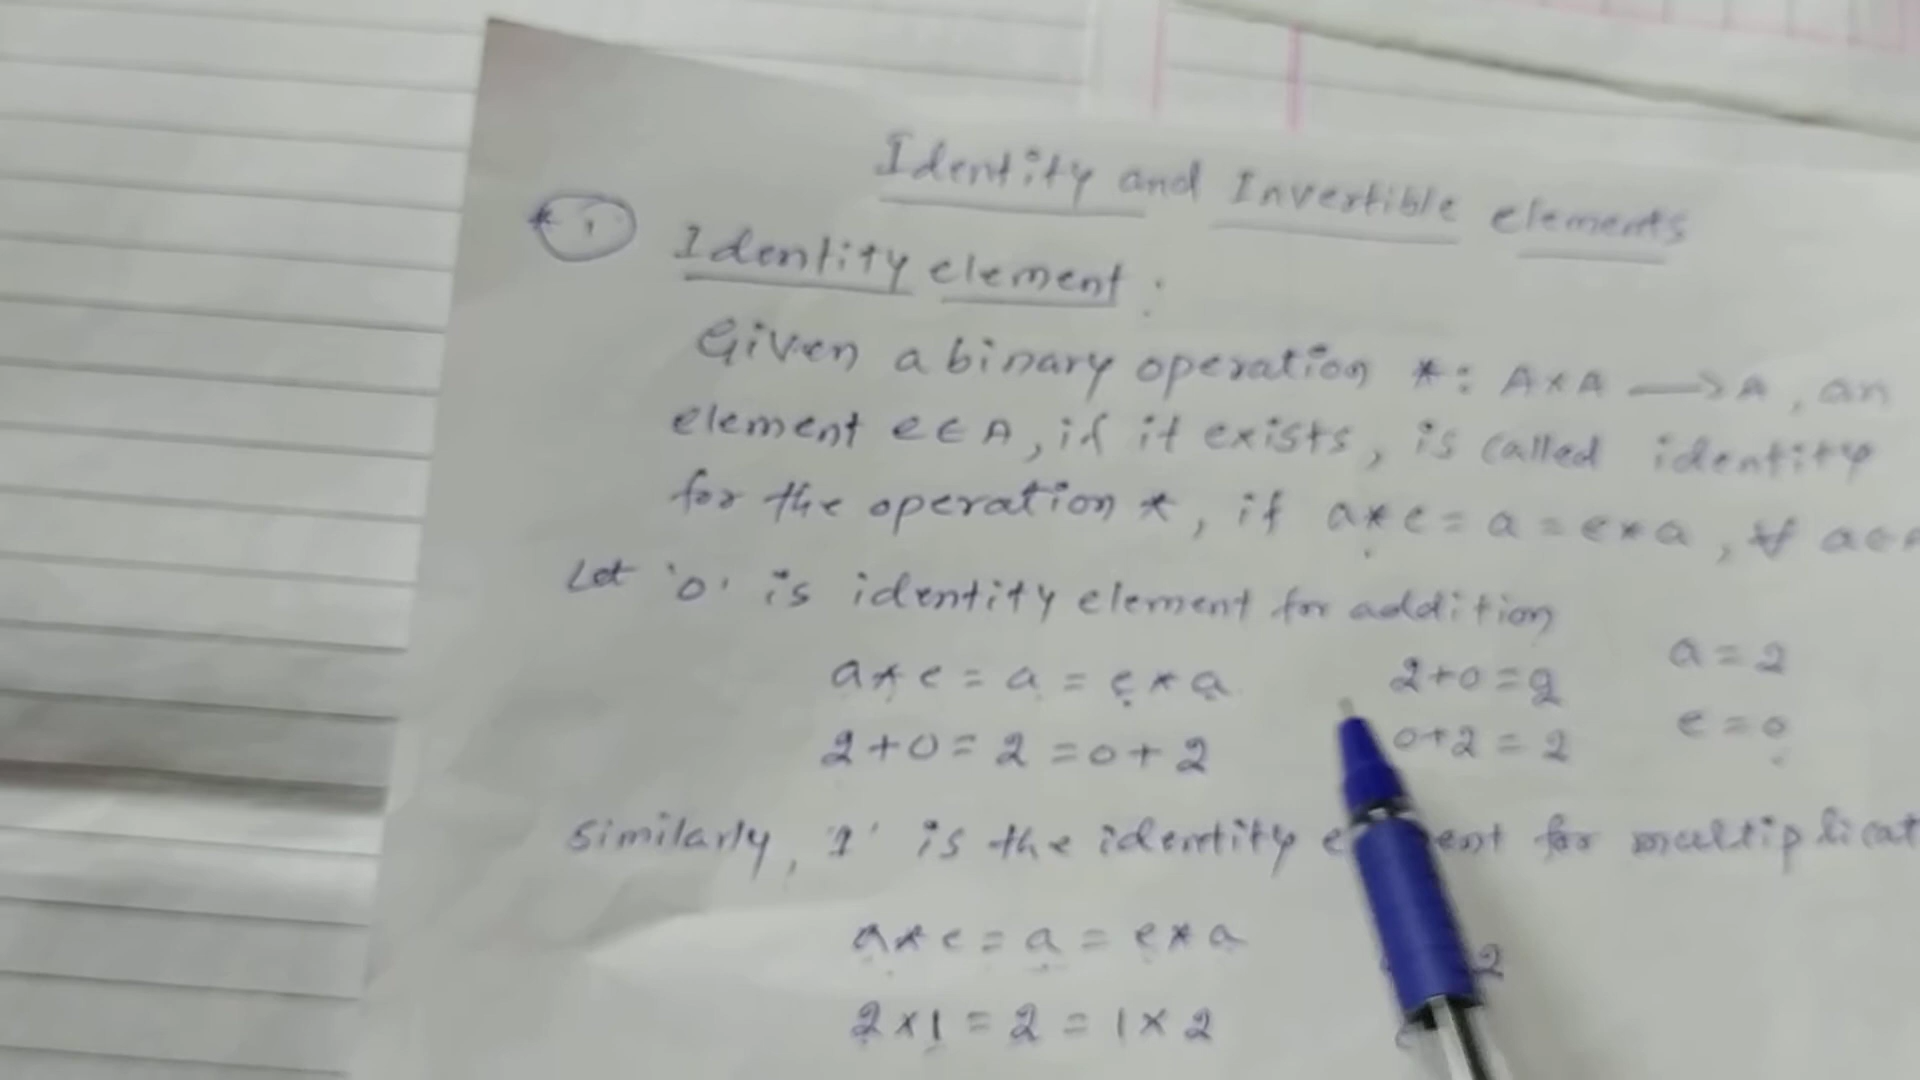 Identity and Invertible elements
* 1 Identity element :
Given a binary operation * : A×A → A, an
element e∈A, if it exists, is called identity
for the operation *, if a*e = a = e*a, ∀ a∈A
Let '0' is identity element for addition
a*e = a = e*a 2+0=2 a=2
2+0=2=0+2 0+2=2 e=0
Similarly, '1' is the identity for
a*e = a = e*a 2
2×1 = 2 = 1×2